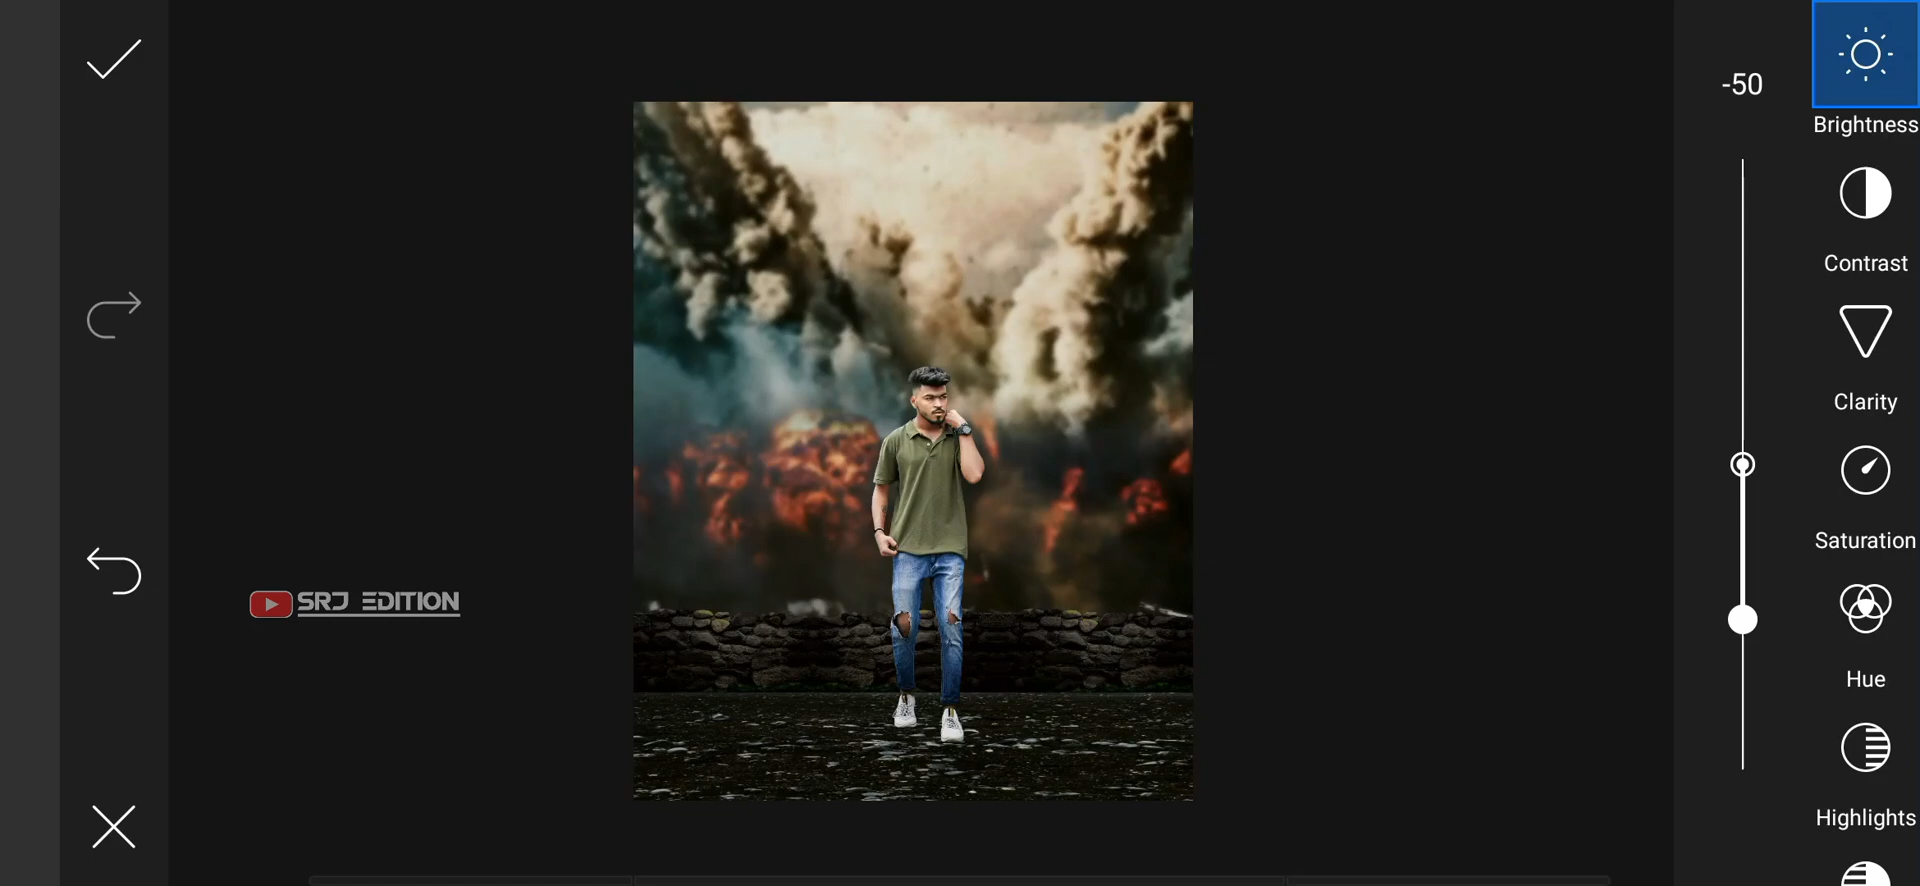 -50
Brightness
Contrast
Clarity
Saturation
Hue
Highlights
SRJ EDITION